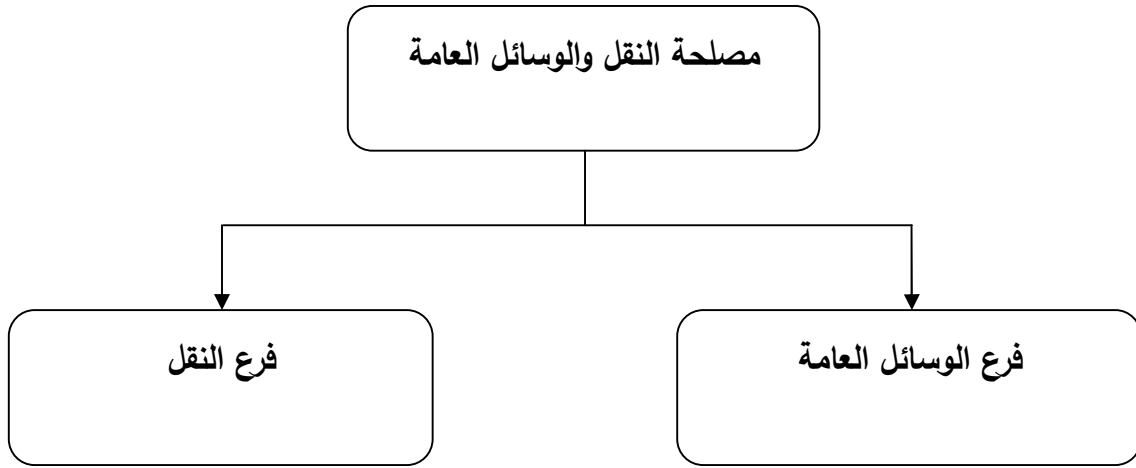 مصلحة النقل والوسائل العامة
فرع الوسائل العامة
فرع النقل